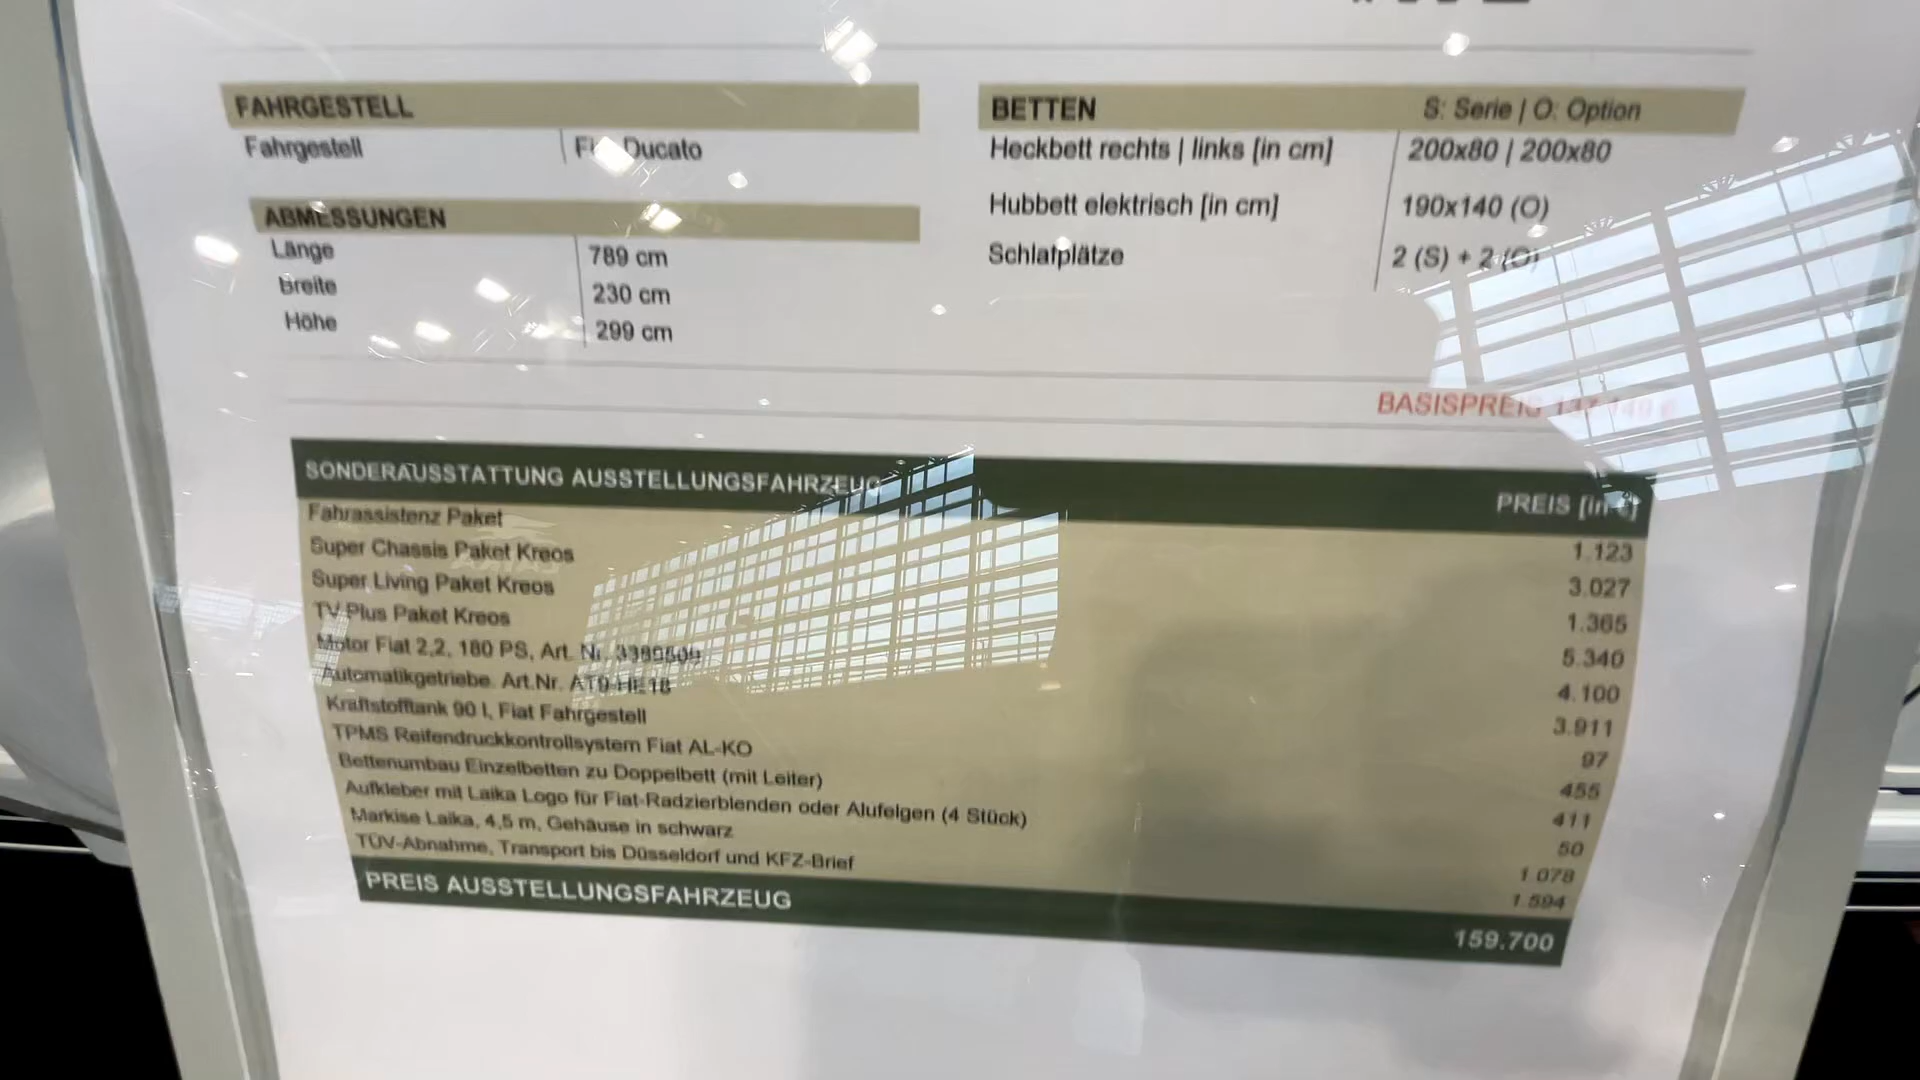 FAHRGESTELL
Fahrgestell Ducato
ABMESSUNGEN
Länge 789 cm
Breite 230 cm
Höhe 299 cm
BETTEN S: Serie | O: Option
Heckbett rechts | links [in cm] 200x80 | 200x80
Hubbett elektrisch [in cm] 190x140 (O)
Schlafplätze 2 (S) + 2 (O)
BASISPREIS
SONDERAUSSTATTUNG AUSSTELLUNGSFAHRZEUG PREIS [in €]
Fahrassistenz Paket 1.123
Super Chassis Paket Kreos 3.027
Super Living Paket Kreos 1.365
TV Plus Paket Kreos 5.340
Motor Fiat 2,2, 180 PS, Art. Nr. 4.100
Automatikgetriebe. Art.Nr. AT9-HE18 3.911
Kraftstofftank 90 l, Fiat Fahrgestell 97
TPMS Reifendruckkontrollsystem Fiat AL-KO 455
Bettenumbau Einzelbetten zu Doppelbett (mit Leiter) 411
Aufkleber mit Laika Logo für Fiat-Radzierblenden oder Alufelgen (4 Stück) 50
Markise Laika, 4,5 m, Gehäuse in schwarz 1.078
TÜV-Abnahme, Transport bis Düsseldorf und KFZ-Brief 1.594
PREIS AUSSTELLUNGSFAHRZEUG 159.700